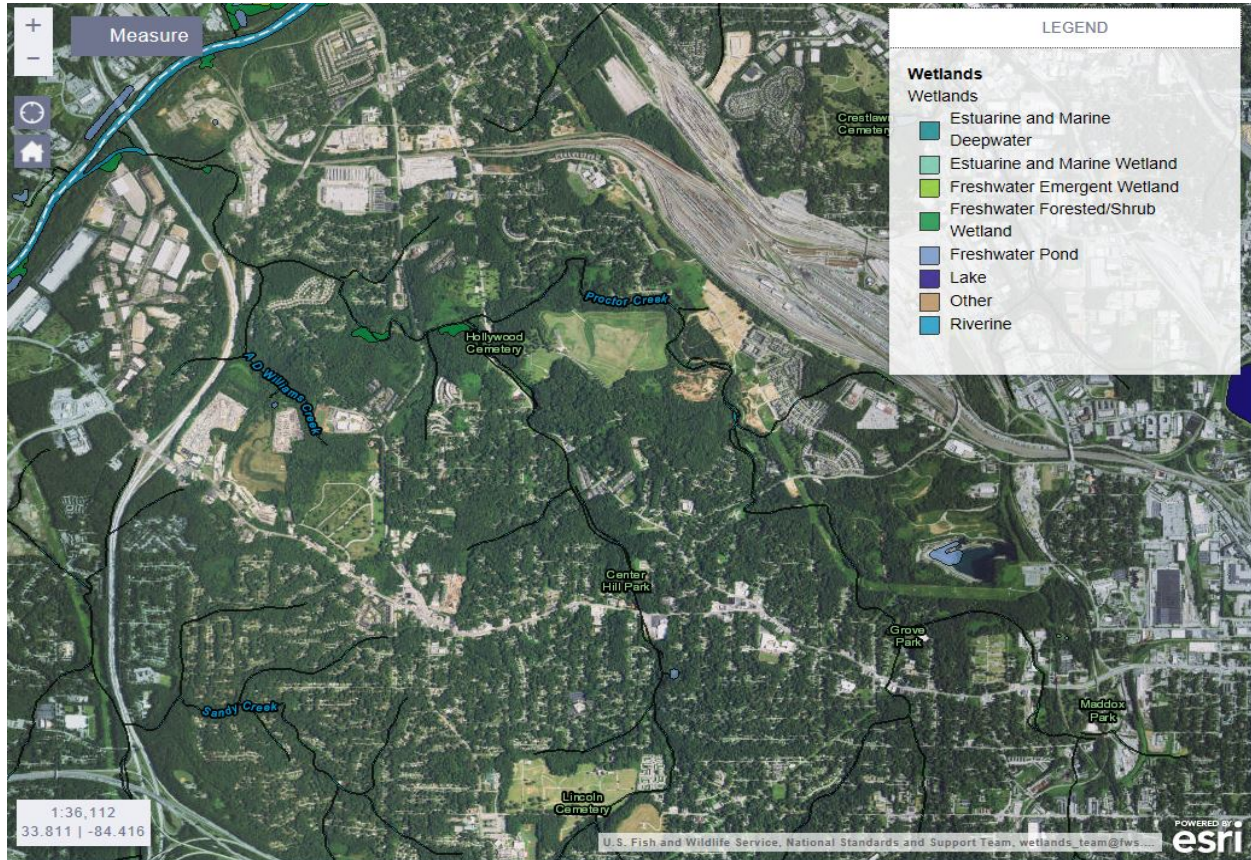 +
Measure
−
LEGEND
Wetlands
Wetlands
Estuarine and Marine
Deepwater
Estuarine and Marine Wetland
Freshwater Emergent Wetland
Freshwater Forested/Shrub
Wetland
Freshwater Pond
Lake
Other
Riverine
Crestlawn
Cemetery
Proctor Creek
Hollywood
Cemetery
A D Williams Creek
Center
Hill Park
Grove
Park
Sandy Creek
Maddox
Park
Lincoln
Cemetery
1:36,112
33.811 | -84.416
U.S. Fish and Wildlife Service, National Standards and Support Team, wetlands_team@fws....
POWERED BY
esri